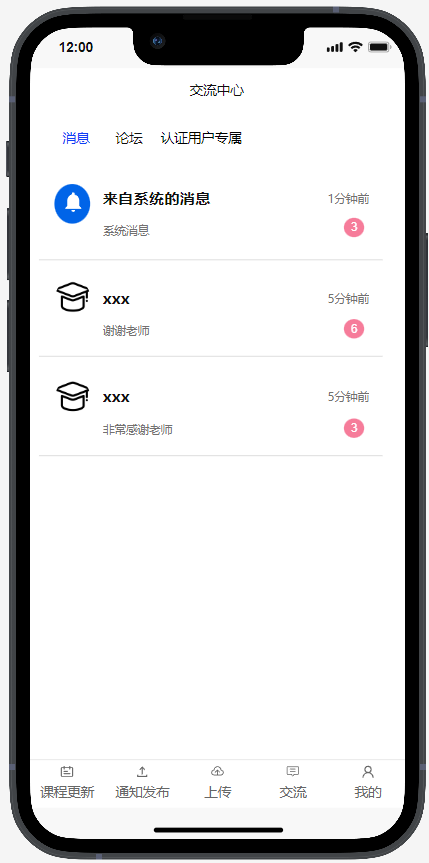 12:00
交流中心
消息 论坛 认证用户专属
来自系统的消息 1分钟前
系统消息 3
xxx 5分钟前
谢谢老师 6
xxx 5分钟前
非常感谢老师 3
课程更新 通知发布 上传 交流 我的